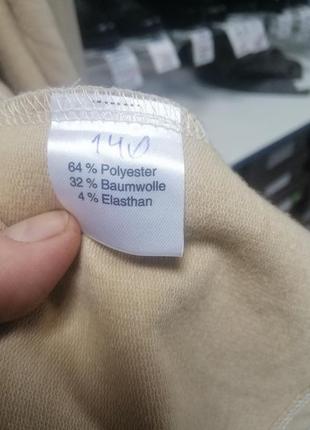 64 % Polyester
32 % Baumwolle
4 % Elasthan